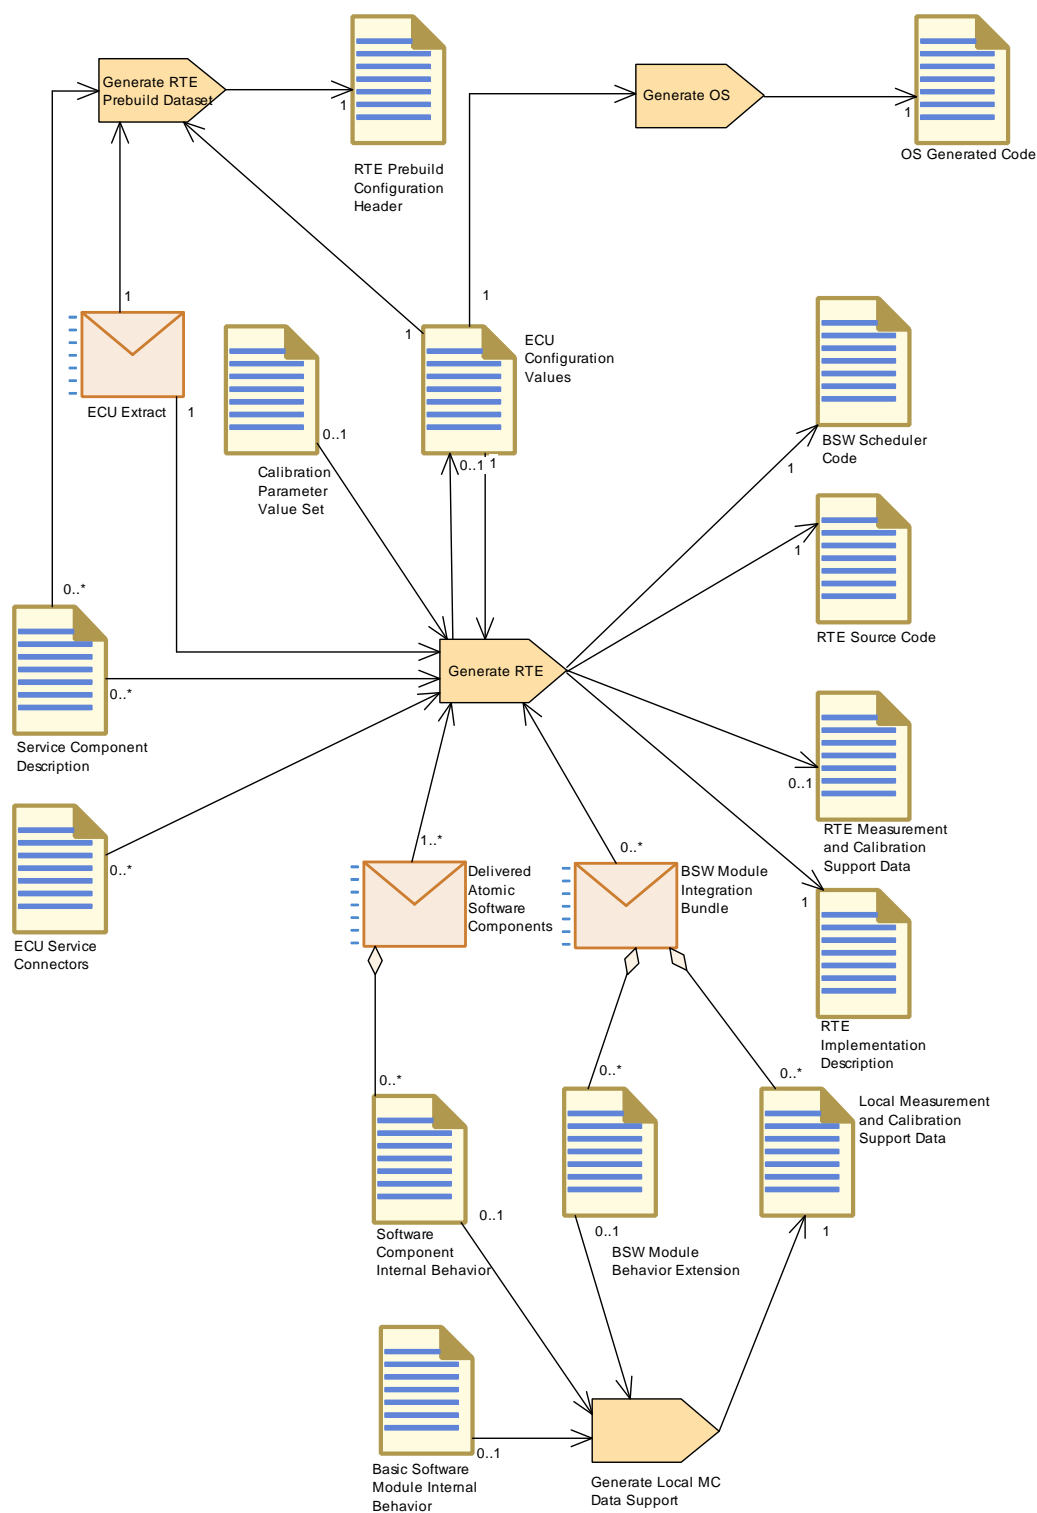 Generate RTE
Prebuild Dataset
1
RTE Prebuild
Configuration
Header
Generate OS
1
OS Generated Code
1
1
1
ECU
Configuration
Values
ECU Extract
1
0..1
Calibration
Parameter
Value Set
0..1
1
BSW Scheduler
Code
1
1
RTE Source Code
0..*
Generate RTE
0..*
Service Component
Description
0..1
RTE Measurement
and Calibration
Support Data
1..*
0..*
0..*
Delivered
Atomic
Software
Components
BSW Module
Integration
Bundle
1
ECU Service
Connectors
RTE
Implementation
Description
0..*
0..*
0..*
Local Measurement
and Calibration
Support Data
0..1
Software
Component
Internal Behavior
0..1
BSW Module
Behavior Extension
1
0..1
Basic Software
Module Internal
Behavior
Generate Local MC
Data Support